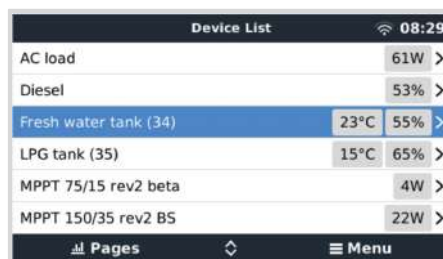 Device List 08:29
AC load 61W
Diesel 53%
Fresh water tank (34) 23°C 55%
LPG tank (35) 15°C 65%
MPPT 75/15 rev2 beta 4W
MPPT 150/35 rev2 BS 22W
Pages Menu